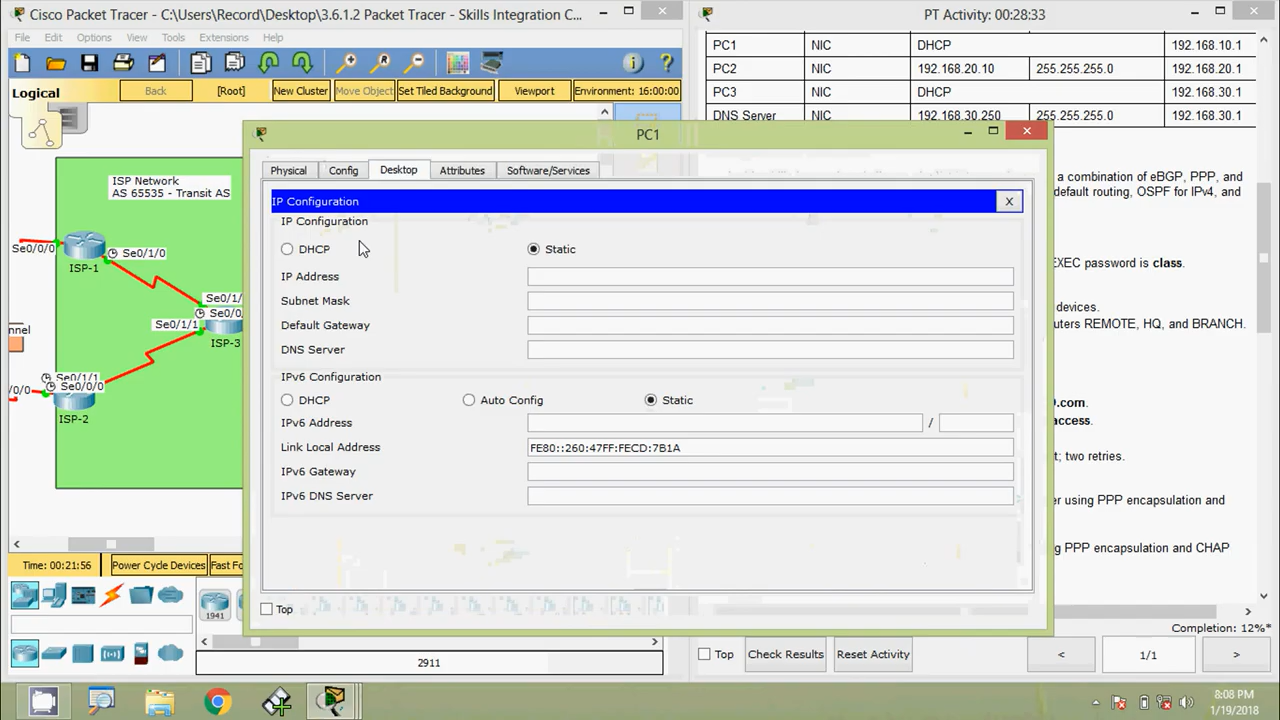 Cisco Packet Tracer - C:\Users\Record\Desktop\3.6.1.2 Packet Tracer - Skills Integration C...
PT Activity: 00:28:33
File Edit Options View Tools Extensions Help
PC1 NIC DHCP 192.168.10.1
PC2 NIC 192.168.20.10 255.255.255.0 192.168.20.1
PC3 NIC DHCP 192.168.30.1
DNS Server NIC 192.168.30.250 255.255.255.0 192.168.30.1
Logical Back [Root] New Cluster Move Object Set Tiled Background Viewport Environment: 16:00:00
PC1
Physical Config Desktop Attributes Software/Services
IP Configuration X
IP Configuration
DHCP Static
IP Address
Subnet Mask
Default Gateway
DNS Server
IPv6 Configuration
DHCP Auto Config Static
IPv6 Address /
Link Local Address FE80::260:47FF:FECD:7B1A
IPv6 Gateway
IPv6 DNS Server
Top
ISP Network
AS 65535 - Transit AS
Se0/0/0
Se0/1/0
ISP-1
Se0/1/
Se0/0/
Se0/1/1
ISP-3
Se0/1/1
Se0/0/0
/0/0
ISP-2
nnel
a combination of eBGP, PPP, and
default routing, OSPF for IPv4, and
EXEC password is class.
devices.
uters REMOTE, HQ, and BRANCH.
0.com.
access.
t; two retries.
er using PPP encapsulation and
g PPP encapsulation and CHAP
Time: 00:21:56 Power Cycle Devices Fast Fo
1941
2911
Completion: 12%*
Top Check Results Reset Activity < 1/1 >
8:08 PM
1/19/2018